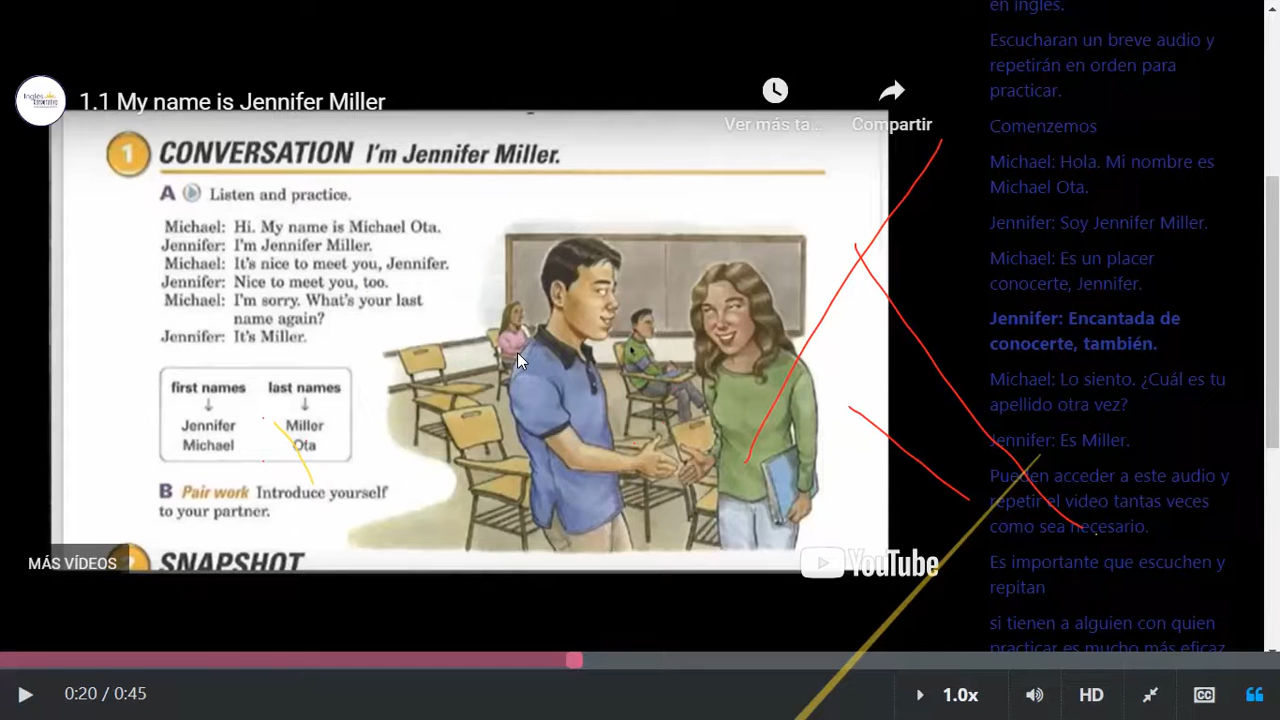 1.1 My name is Jennifer Miller
Ver más ta...
Compartir
1 CONVERSATION I'm Jennifer Miller.
A Listen and practice.
Michael: Hi. My name is Michael Ota.
Jennifer: I'm Jennifer Miller.
Michael: It's nice to meet you, Jennifer.
Jennifer: Nice to meet you, too.
Michael: I'm sorry. What's your last
name again?
Jennifer: It's Miller.
first names last names
Jennifer Miller
Michael Ota
B Pair work Introduce yourself
to your partner.
SNAPSHOT
MÁS VÍDEOS
YouTube
en inglés.
Escucharan un breve audio y
repetirán en orden para
practicar.
Comenzemos
Michael: Hola. Mi nombre es
Michael Ota.
Jennifer: Soy Jennifer Miller.
Michael: Es un placer
conocerte, Jennifer.
Jennifer: Encantada de
conocerte, también.
Michael: Lo siento. ¿Cuál es tu
apellido otra vez?
Jennifer: Es Miller.
Pueden acceder a este audio y
repetir el video tantas veces
como sea necesario.
Es importante que escuchen y
repitan
si tienen a alguien con quien
practicar es mucho más eficaz
0:20 / 0:45
1.0x
HD
CC